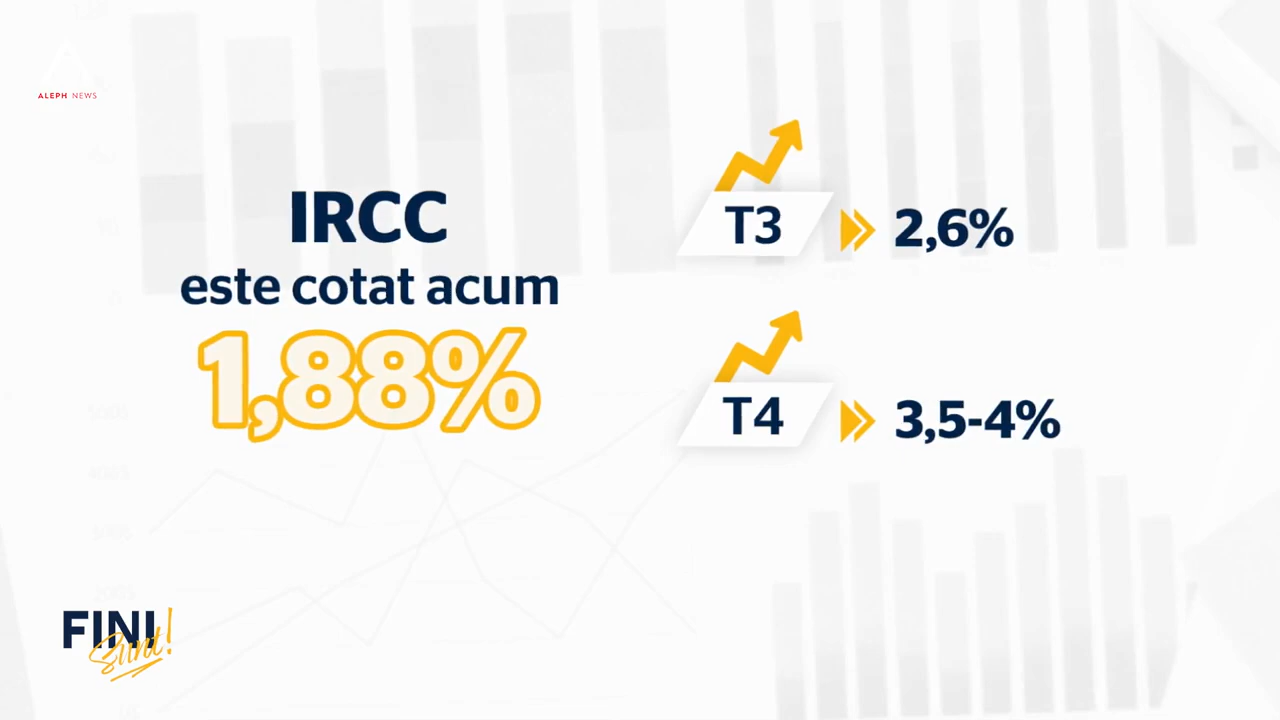 ALEPH NEWS
IRCC
este cotat acum
1,88%
T3
2,6%
T4
3,5-4%
FINI
Sunt!